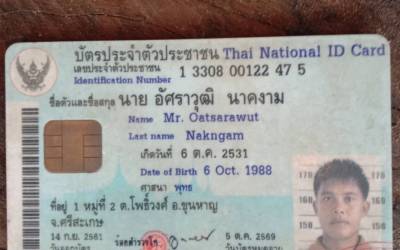 บัตรประจำตัวประชาชน Thai National ID Card
เลขประจำตัวประชาชน
Identification Number
1 3308 00122 47 5
ชื่อตัวและชื่อสกุล นาย อัศราวุฒิ นาคงาม
Name Mr. Oatsarawut
Last name Nakngam
เกิดวันที่ 6 ต.ค. 2531
Date of Birth 6 Oct. 1988
ศาสนา พุทธ
ที่อยู่ 1 หมู่ที่ 2 ต.โพธิ์วงศ์ อ.ขุนหาญ
จ.ศรีสะเกษ
14 ก.ย. 2561
5 ต.ค. 2569
160 160
150 150